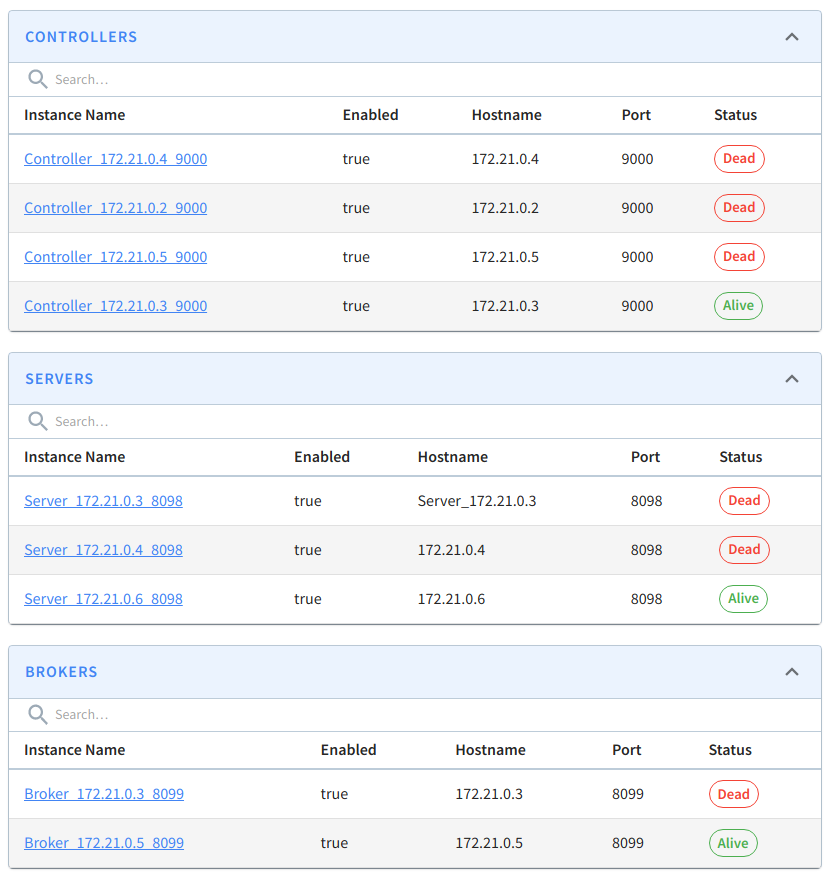 CONTROLLERS
Search…
Instance Name Enabled Hostname Port Status
Controller_172.21.0.4_9000 true 172.21.0.4 9000 Dead
Controller_172.21.0.2_9000 true 172.21.0.2 9000 Dead
Controller_172.21.0.5_9000 true 172.21.0.5 9000 Dead
Controller_172.21.0.3_9000 true 172.21.0.3 9000 Alive
SERVERS
Search…
Instance Name Enabled Hostname Port Status
Server_172.21.0.3_8098 true Server_172.21.0.3 8098 Dead
Server_172.21.0.4_8098 true 172.21.0.4 8098 Dead
Server_172.21.0.6_8098 true 172.21.0.6 8098 Alive
BROKERS
Search…
Instance Name Enabled Hostname Port Status
Broker_172.21.0.3_8099 true 172.21.0.3 8099 Dead
Broker_172.21.0.5_8099 true 172.21.0.5 8099 Alive